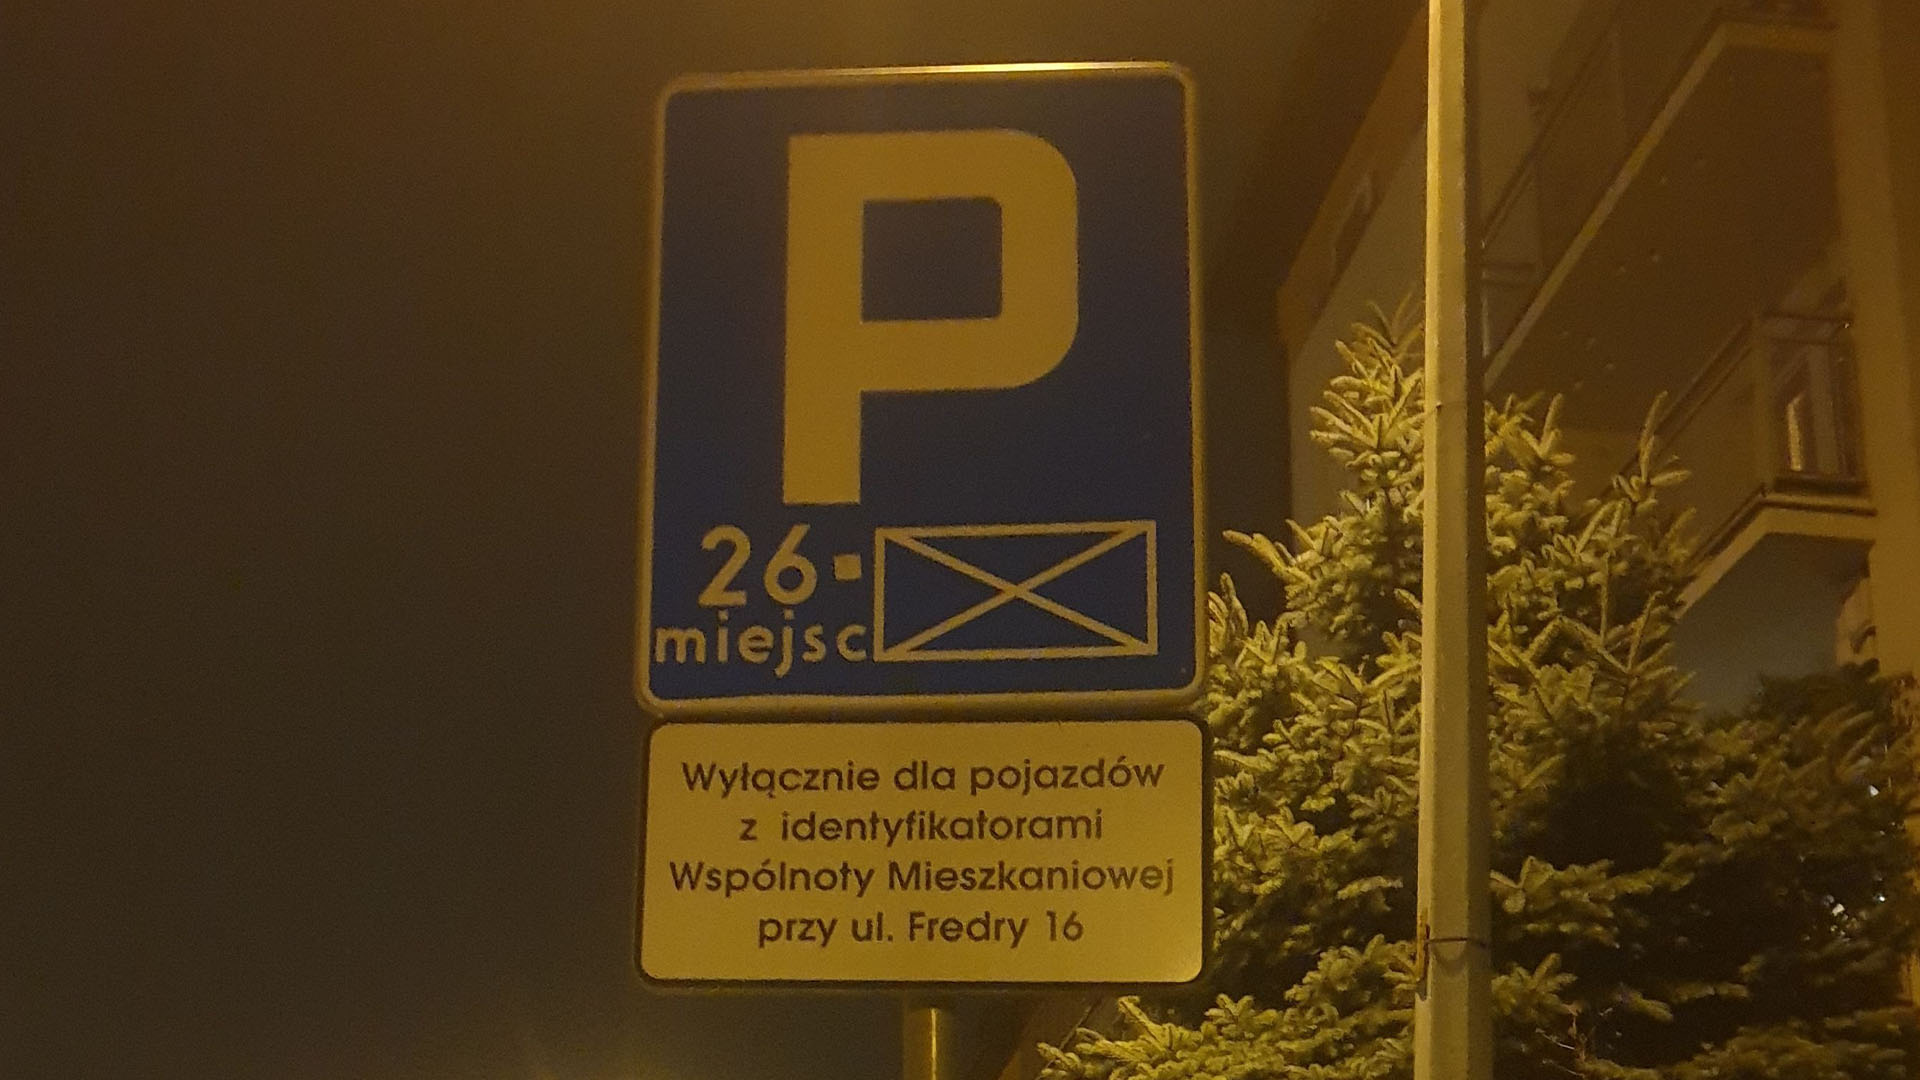 P
26▪
miejsc
Wyłącznie dla pojazdów
z identyfikatorami
Wspólnoty Mieszkaniowej
przy ul. Fredry 16